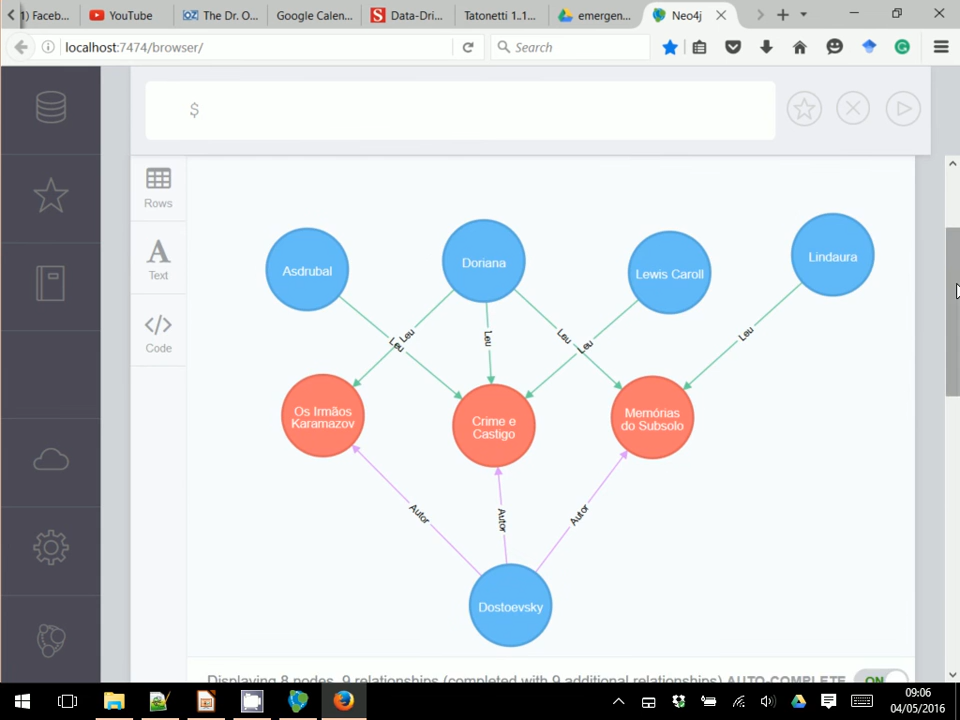 1) Faceb...
YouTube
The Dr. O...
Google Calen...
Data-Dri...
Tatonetti 1.1...
emergen...
Neo4j
localhost:7474/browser/
Search
$
Rows
Text
Code
Asdrubal
Doriana
Lewis Caroll
Lindaura
Leu
Leu
Leu
Leu
Leu
Leu
Os Irmãos
Karamazov
Crime e
Castigo
Memórias
do Subsolo
Autor
Autor
Autor
Dostoevsky
Displaying 8 nodes, 9 relationships (completed with 9 additional relationships) AUTO-COMPLETE ON
09:06
04/05/2016